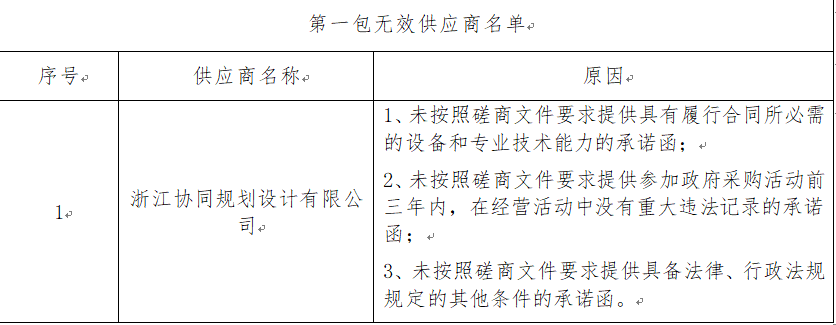 第一包无效供应商名单
序号
供应商名称
原因
1
浙江协同规划设计有限公
司
1、未按照磋商文件要求提供具有履行合同所必需
的设备和专业技术能力的承诺函；
2、未按照磋商文件要求提供参加政府采购活动前
三年内，在经营活动中没有重大违法记录的承诺
函；
3、未按照磋商文件要求提供具备法律、行政法规
规定的其他条件的承诺函。